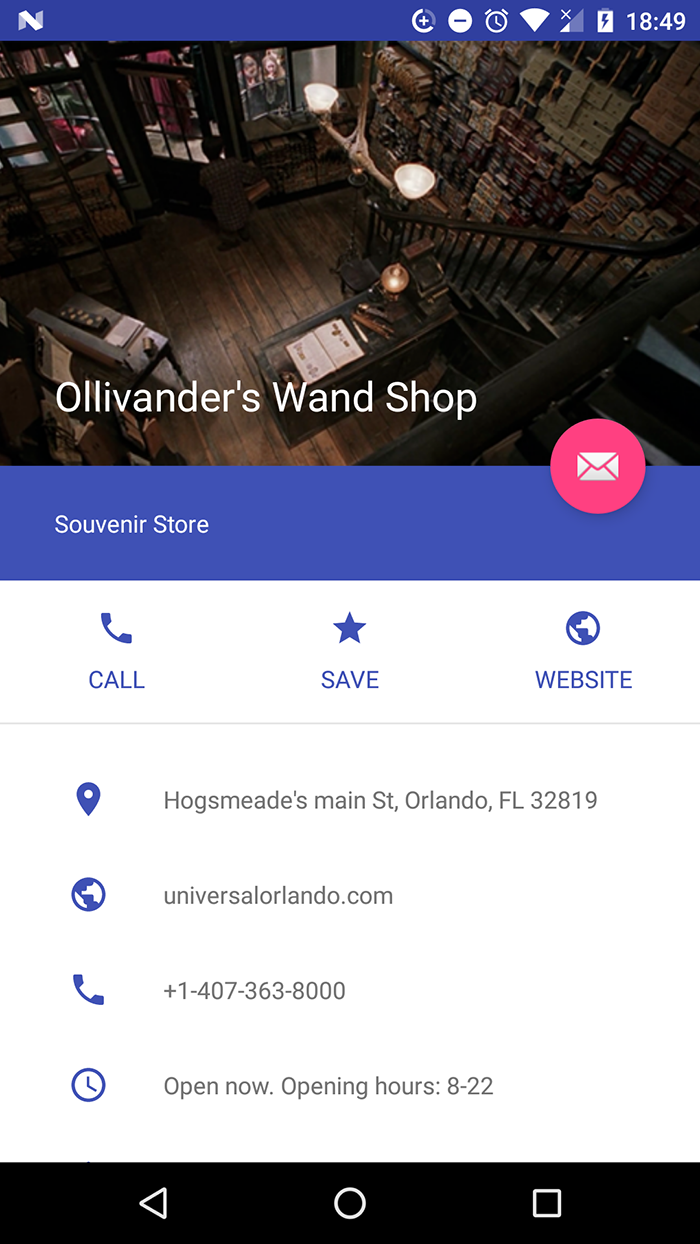 18:49
Ollivander's Wand Shop
Souvenir Store
CALL SAVE WEBSITE
Hogsmeade's main St, Orlando, FL 32819
universalorlando.com
+1-407-363-8000
Open now. Opening hours: 8-22